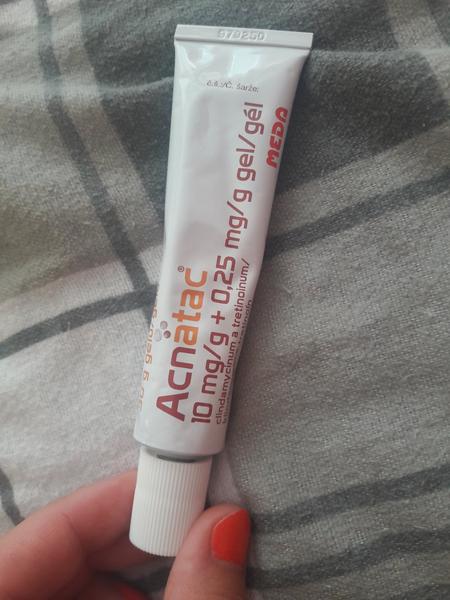 979250
č.š.:/Č. šarže:
MEDA
Acnatac®
10 mg/g + 0,25 mg/g gel/gél
clindamycinum a tretinoinum/